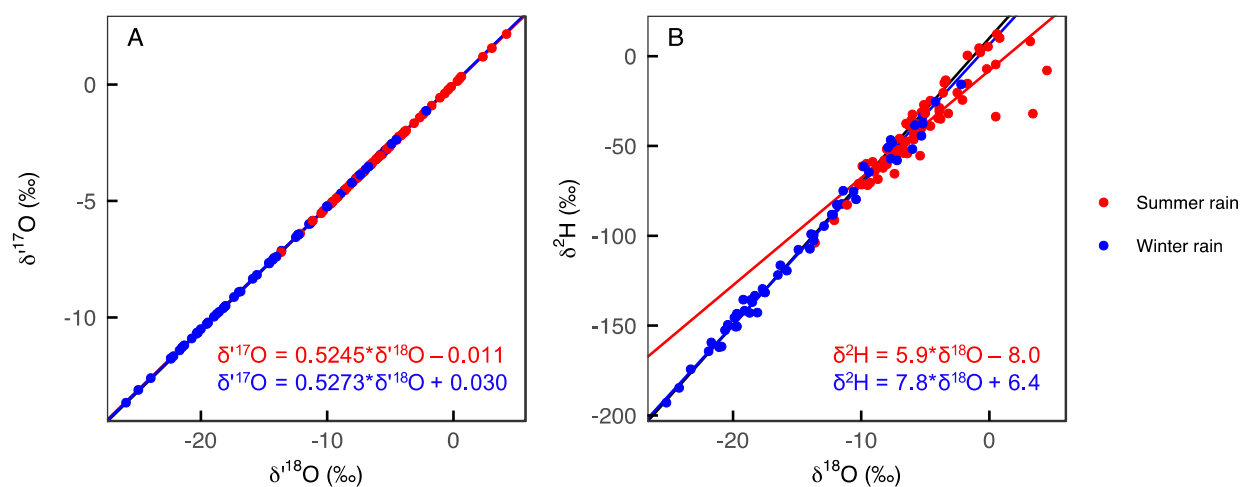 A
0
-5
-10
δ'¹⁷O (‰)
δ'¹⁷O = 0.5245*δ'¹⁸O − 0.011
δ'¹⁷O = 0.5273*δ'¹⁸O + 0.030
-20
-10
0
δ'¹⁸O (‰)
B
0
-50
-100
-150
-200
δ²H (‰)
δ²H = 5.9*δ¹⁸O − 8.0
δ²H = 7.8*δ¹⁸O + 6.4
-20
-10
0
δ¹⁸O (‰)
Summer rain
Winter rain